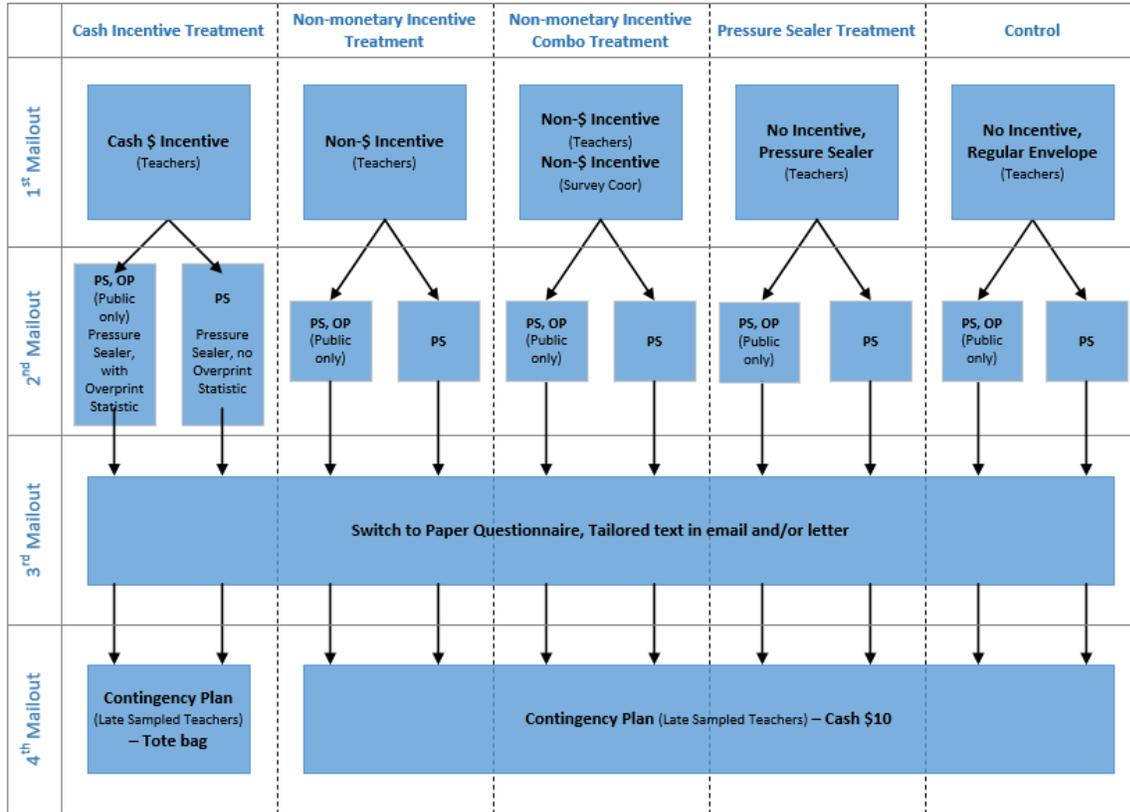 Cash Incentive Treatment
Non-monetary Incentive
Treatment
Non-monetary Incentive
Combo Treatment
Pressure Sealer Treatment
Control
1st Mailout
Cash $ Incentive
(Teachers)
Non-$ Incentive
(Teachers)
Non-$ Incentive
(Teachers)
Non-$ Incentive
(Survey Coor)
No Incentive,
Pressure Sealer
(Teachers)
No Incentive,
Regular Envelope
(Teachers)
2nd Mailout
PS, OP
(Public
only)
Pressure
Sealer,
with
Overprint
Statistic
PS
Pressure
Sealer, no
Overprint
Statistic
PS, OP
(Public
only)
PS
PS, OP
(Public
only)
PS
PS, OP
(Public
only)
PS
PS, OP
(Public
only)
PS
3rd Mailout
Switch to Paper Questionnaire, Tailored text in email and/or letter
4th Mailout
Contingency Plan
(Late Sampled Teachers)
– Tote bag
Contingency Plan (Late Sampled Teachers) – Cash $10